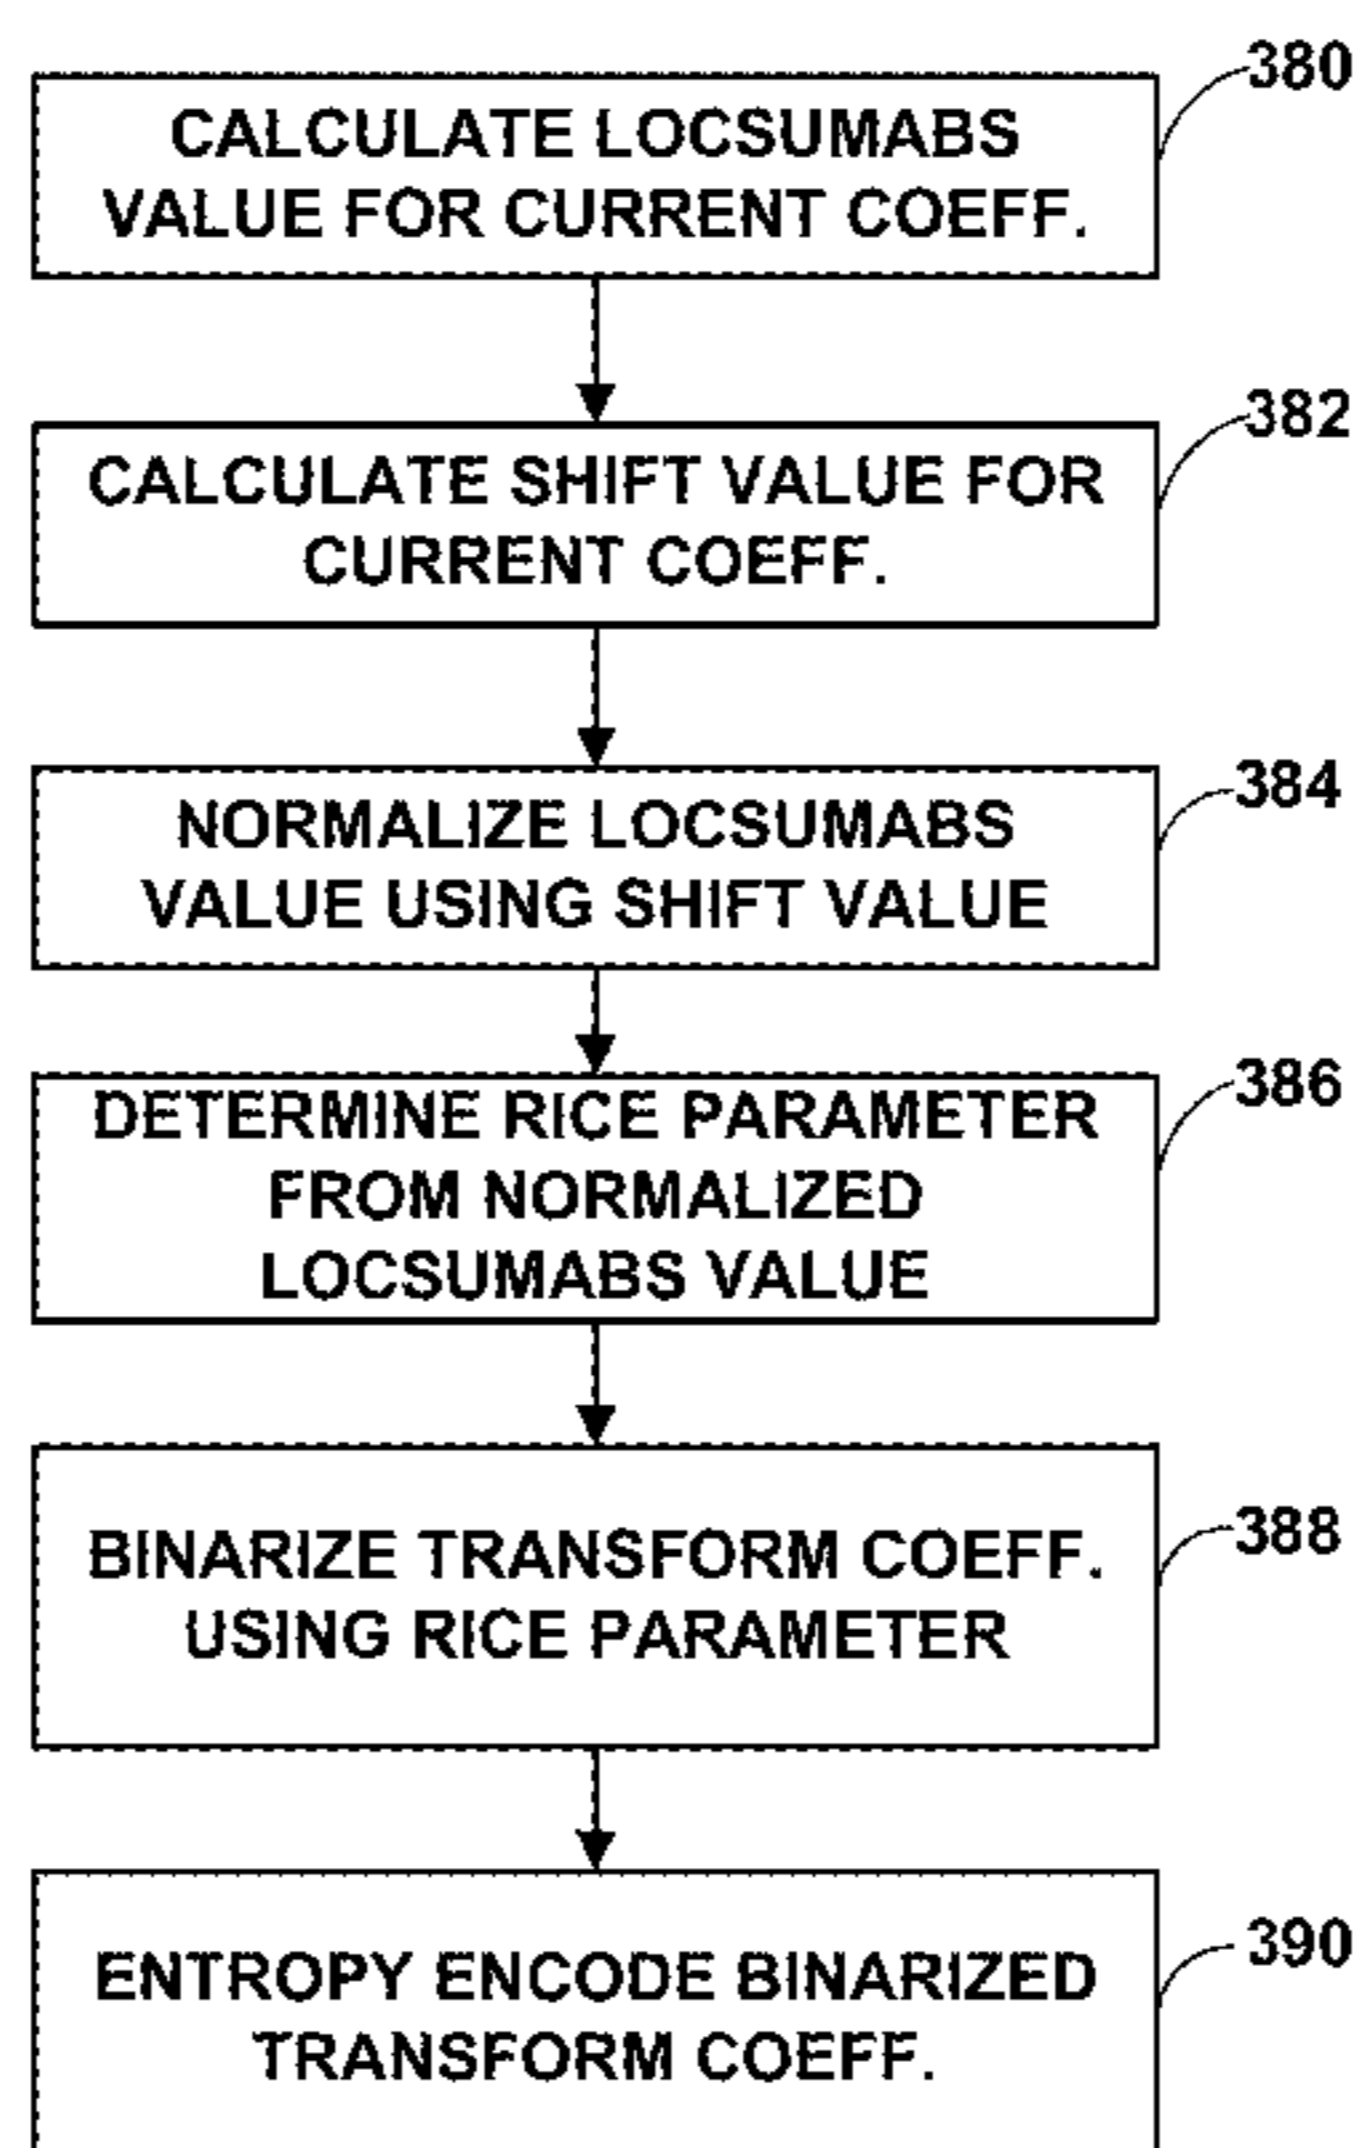 380
CALCULATE LOCSUMABS
VALUE FOR CURRENT COEFF.
382
CALCULATE SHIFT VALUE FOR
CURRENT COEFF.
384
NORMALIZE LOCSUMABS
VALUE USING SHIFT VALUE
386
DETERMINE RICE PARAMETER
FROM NORMALIZED
LOCSUMABS VALUE
388
BINARIZE TRANSFORM COEFF.
USING RICE PARAMETER
390
ENTROPY ENCODE BINARIZED
TRANSFORM COEFF.